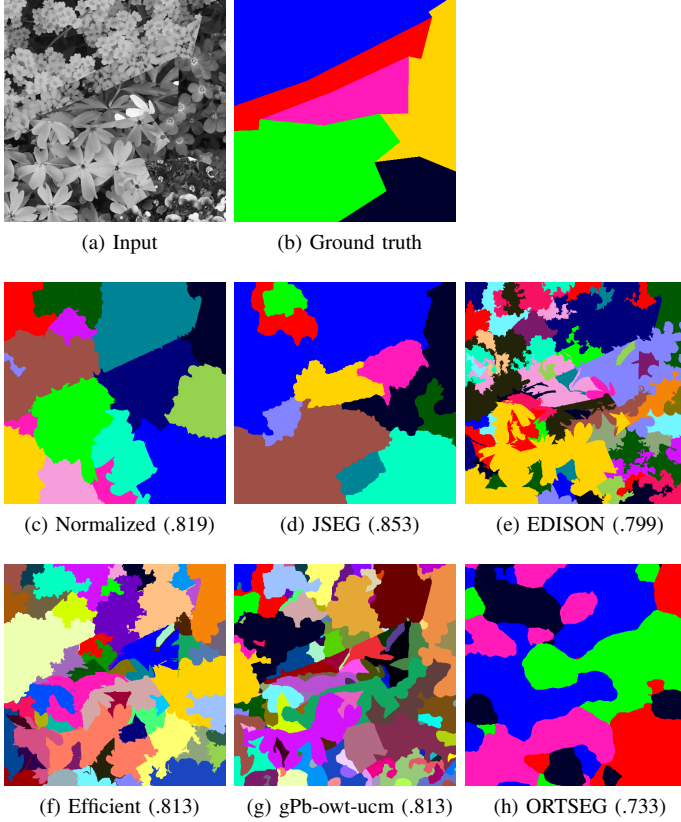 (a) Input
(b) Ground truth
(c) Normalized (.819)
(d) JSEG (.853)
(e) EDISON (.799)
(f) Efficient (.813)
(g) gPb-owt-ucm (.813)
(h) ORTSEG (.733)